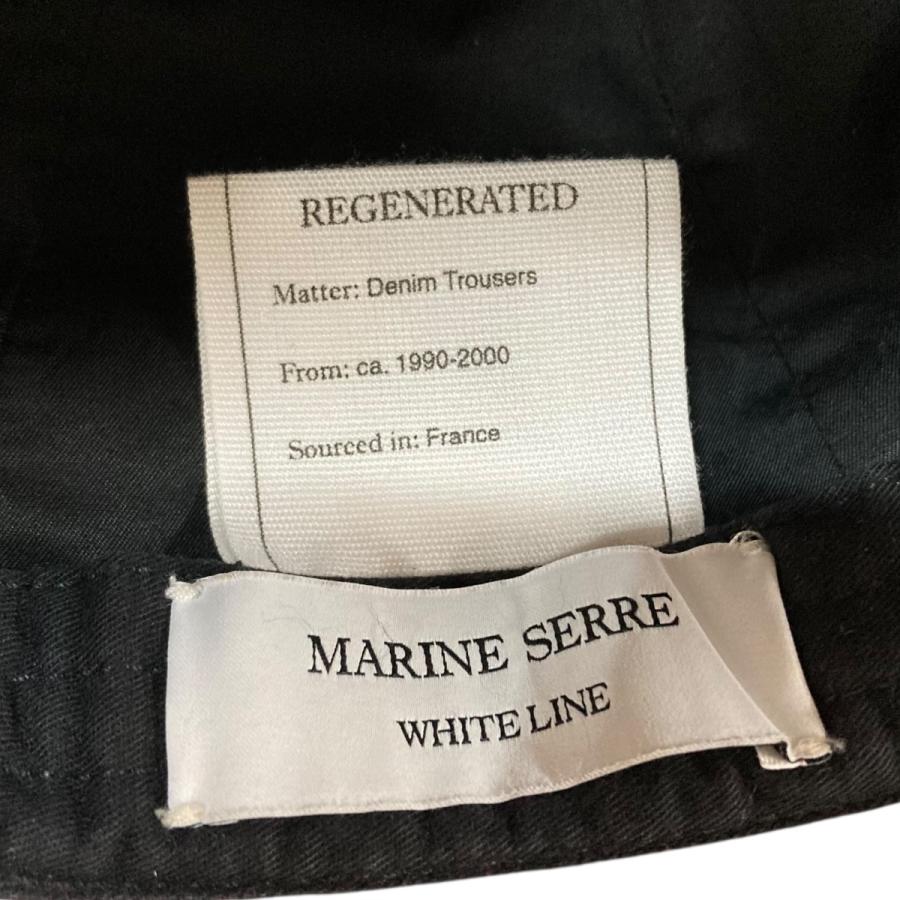 REGENERATED
Matter: Denim Trousers
From: ca. 1990-2000
Sourced in: France
MARINE SERRE
WHITE LINE